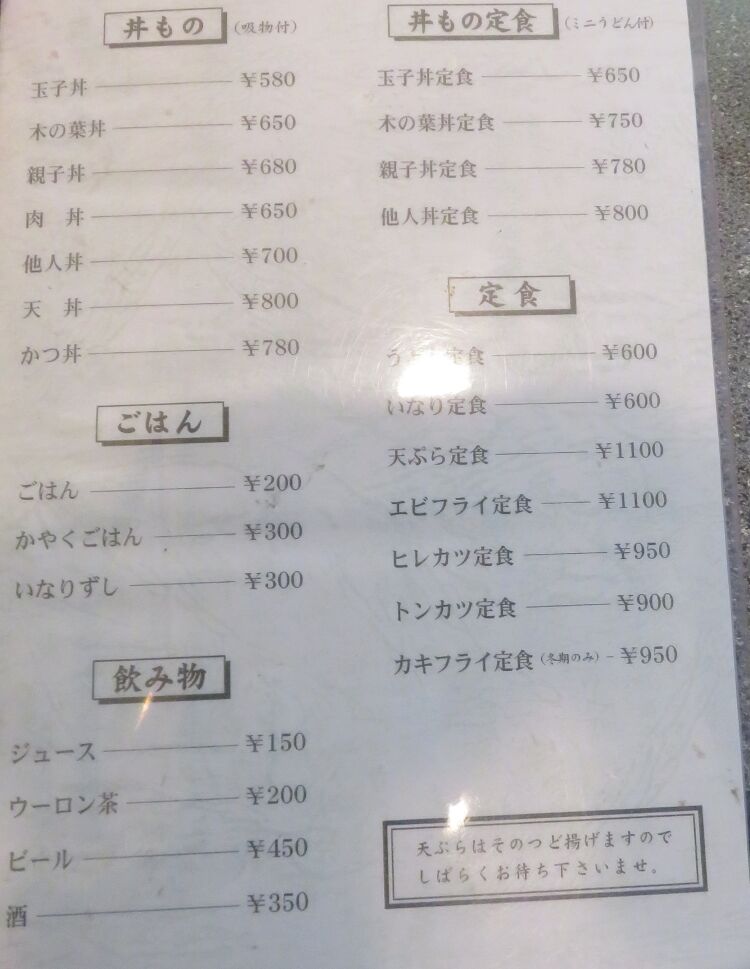 丼もの (吸物付)
玉子丼 ¥580
木の葉丼 ¥650
親子丼 ¥680
肉 丼 ¥650
他人丼 ¥700
天 丼 ¥800
かつ丼 ¥780
ごはん
ごはん ¥200
かやくごはん ¥300
いなりずし ¥300
飲み物
ジュース ¥150
ウーロン茶 ¥200
ビール ¥450
酒 ¥350
丼もの定食 (ミニうどん付)
玉子丼定食 ¥650
木の葉丼定食 ¥750
親子丼定食 ¥780
他人丼定食 ¥800
定食
定食 ¥600
いなり定食 ¥600
天ぷら定食 ¥1100
エビフライ定食 ¥1100
ヒレカツ定食 ¥950
トンカツ定食 ¥900
カキフライ定食 (冬期のみ) - ¥950
天ぷらはそのつど揚げますので
しばらくお待ち下さいませ。